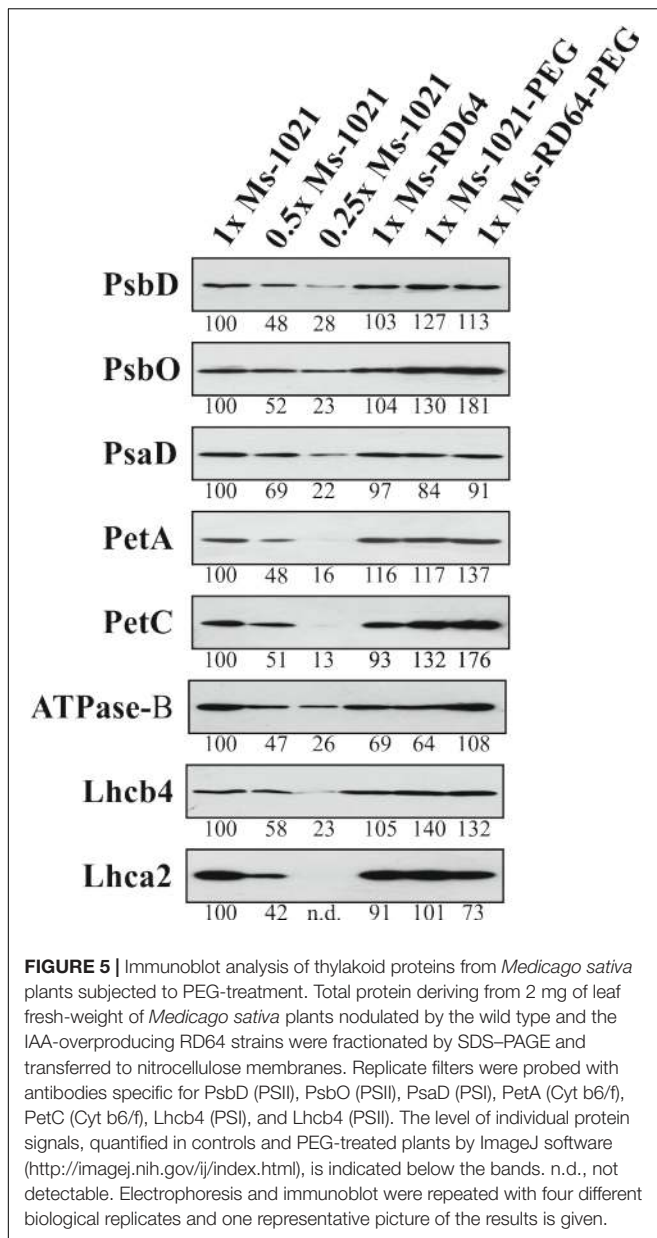 1x Ms-1021
0.5x Ms-1021
0.25x Ms-1021
1x Ms-RD64
1x Ms-1021-PEG
1x Ms-RD64-PEG
PsbD
100 48 28 103 127 113
PsbO
100 52 23 104 130 181
PsaD
100 69 22 97 84 91
PetA
100 48 16 116 117 137
PetC
100 51 13 93 132 176
ATPase-B
100 47 26 69 64 108
Lhcb4
100 58 23 105 140 132
Lhca2
100 42 n.d. 91 101 73
FIGURE 5 | Immunoblot analysis of thylakoid proteins from Medicago sativa
plants subjected to PEG-treatment. Total protein deriving from 2 mg of leaf
fresh-weight of Medicago sativa plants nodulated by the wild type and the
IAA-overproducing RD64 strains were fractionated by SDS–PAGE and
transferred to nitrocellulose membranes. Replicate filters were probed with
antibodies specific for PsbD (PSII), PsbO (PSII), PsaD (PSI), PetA (Cyt b6/f),
PetC (Cyt b6/f), Lhcb4 (PSI), and Lhcb4 (PSII). The level of individual protein
signals, quantified in controls and PEG-treated plants by ImageJ software
(http://imagej.nih.gov/ij/index.html), is indicated below the bands. n.d., not
detectable. Electrophoresis and immunoblot were repeated with four different
biological replicates and one representative picture of the results is given.